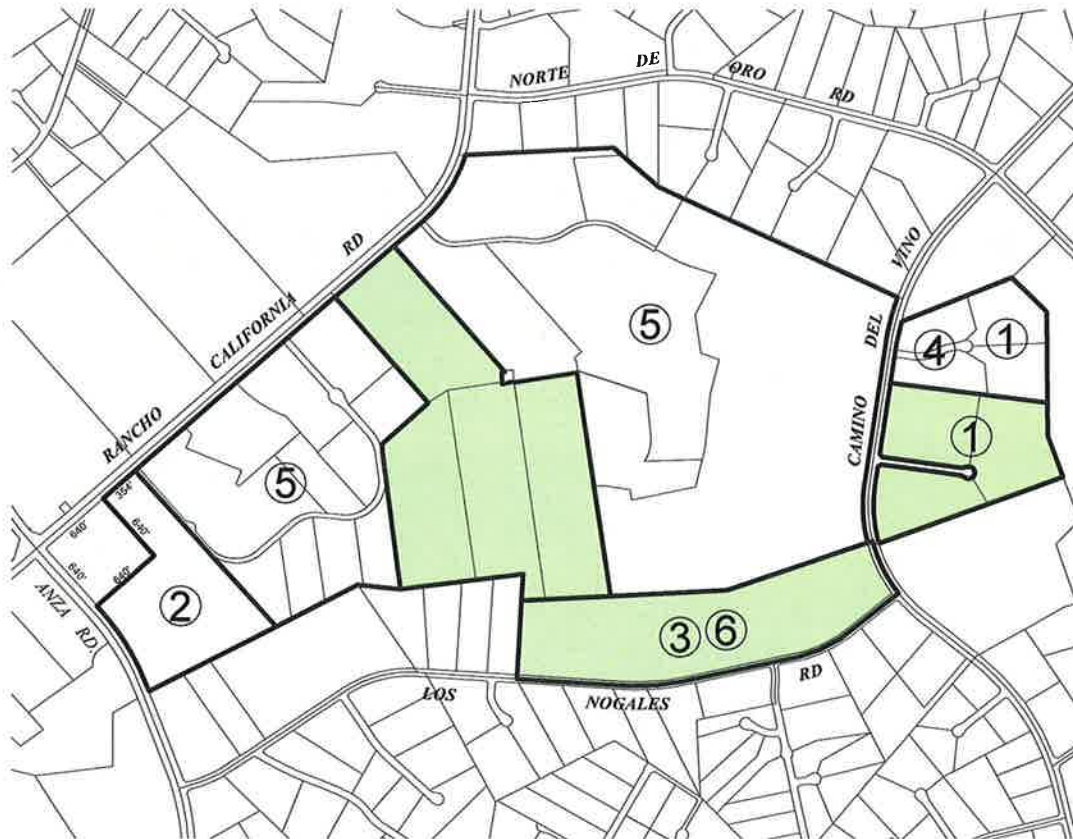 NORTE DE ORO RD
RANCHO CALIFORNIA RD
CAMINO DEL VINO
5
4
1
1
5
354'
640'
640'
640'
640'
2
ANZA RD.
3
6
LOS NOGALES RD